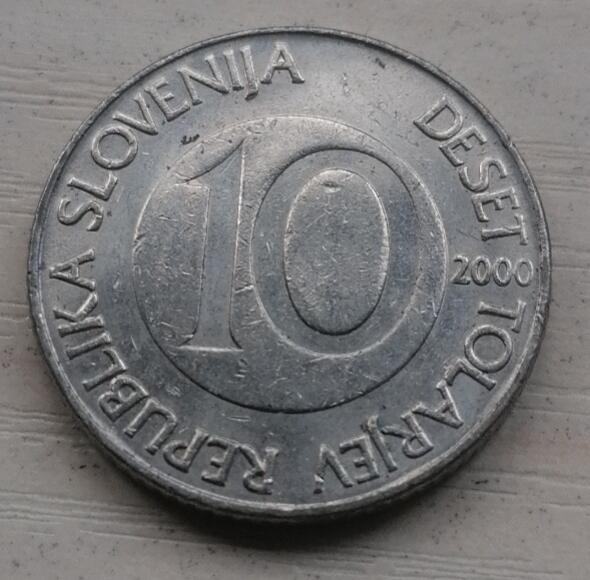 REPUBLIKA SLOVENIJA
10
DESET
2000
TOLARJEV